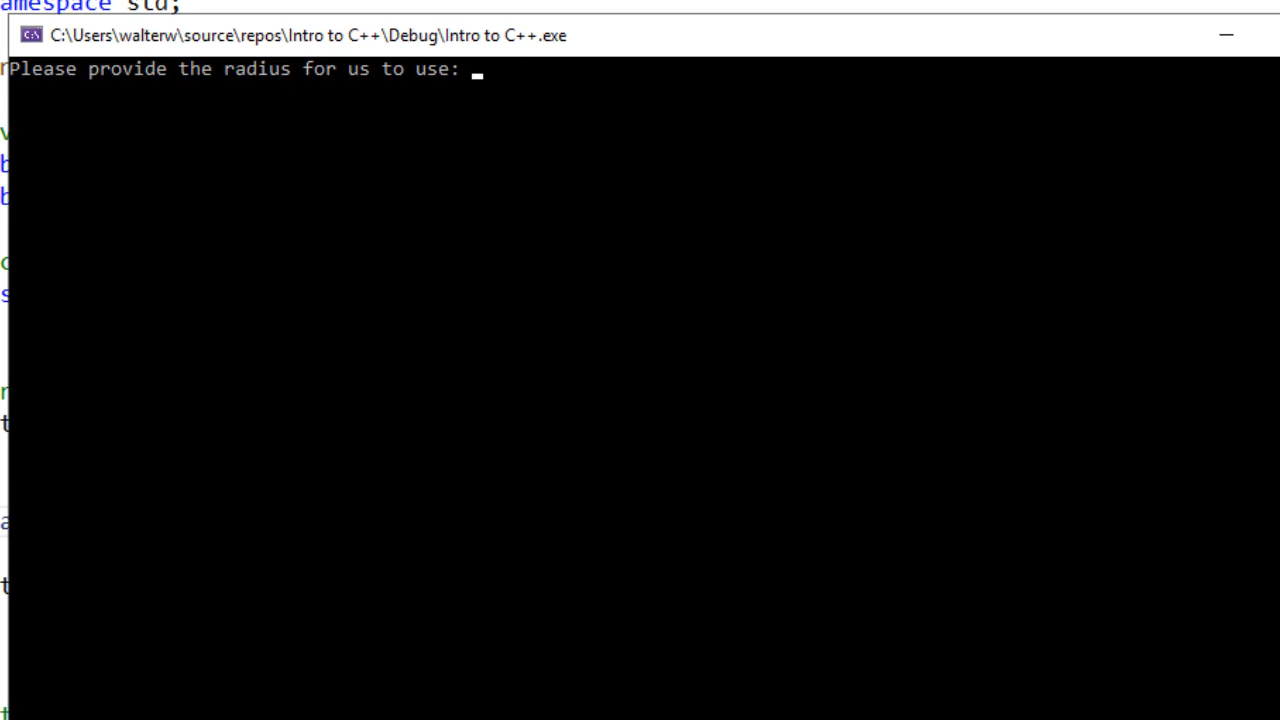 amespace std;
C:\Users\walterw\source\repos\Intro to C++\Debug\Intro to C++.exe
Please provide the radius for us to use: